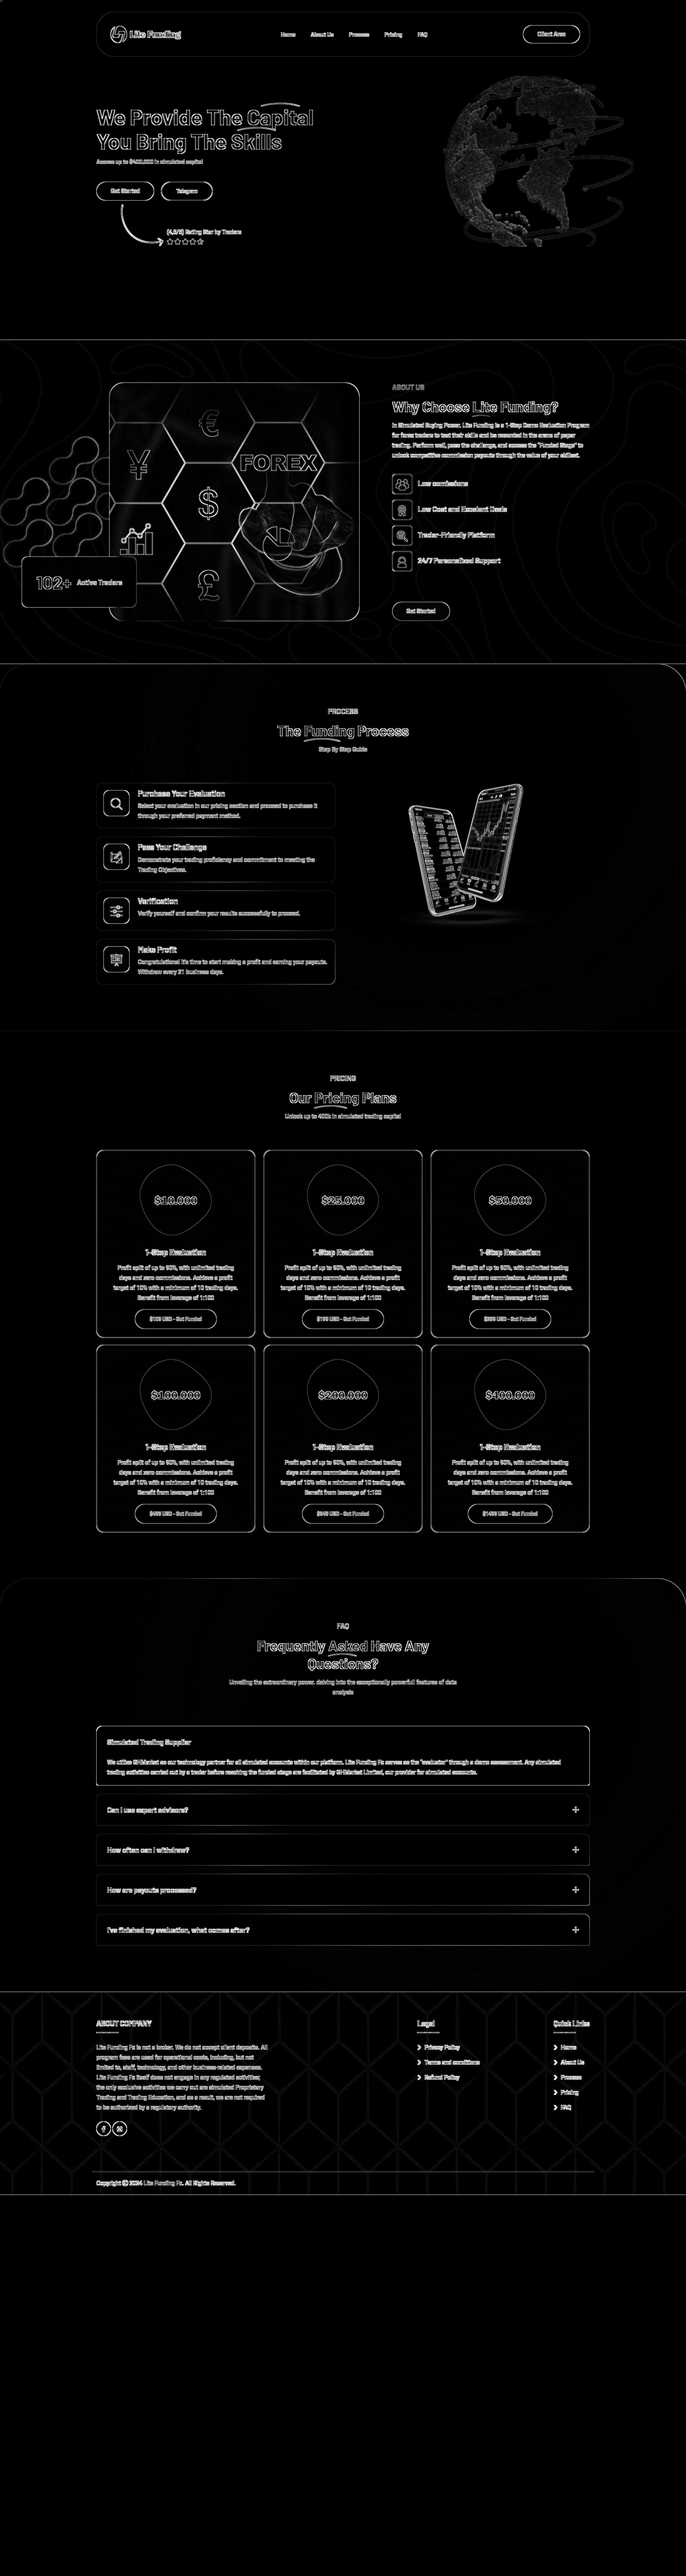 Lite Funding
Home
About Us
Process
Pricing
FAQ
Client Area
We Provide The Capital
You Bring The Skills
Access up to $400,000 in simulated capital
Get Started
Telegram
(4.5/5) Rating Star by Traders
€
¥
FOREX
$
£
102+ Active Traders
ABOUT US
Why Choose Lite Funding?
In Simulated Buying Power. Lite Funding is a 1-Step Demo Evaluation Program
for forex traders to test their skills and be rewarded in the arena of paper
trading. Perform well, pass the challenge, and access the "Funded Stage" to
unlock competitive commission payouts through the value of your skillset.
Low comissions
Low Cost and Excelent Deals
Trader-Friendly Platform
24/7 Personalised Support
Get Started
PROCESS
The Funding Process
Step By Step Guide
Purchase Your Evaluation
Select your evaluation in our pricing section and proceed to purchase it
through your preferred payment method.
Pass Your Challenge
Demonstrate your trading proficiency and commitment to meeting the
Trading Objectives.
Verification
Verify yourself and confirm your results successfully to proceed.
Make Profit
Congratulations! It's time to start making a profit and earning your payouts.
Withdraw every 21 business days.
PRICING
Our Pricing Plans
Unlock up to 400k in simulated trading capital
$10.000
1-Step Evaluation
Profit split of up to 90%, with unlimited trading
days and zero commissions. Achieve a profit
target of 10% with a minimum of 10 trading days.
Benefit from leverage of 1:100
USD - Get Funded
$25.000
1-Step Evaluation
Profit split of up to 90%, with unlimited trading
days and zero commissions. Achieve a profit
target of 10% with a minimum of 10 trading days.
Benefit from leverage of 1:100
USD - Get Funded
$50.000
1-Step Evaluation
Profit split of up to 90%, with unlimited trading
days and zero commissions. Achieve a profit
target of 10% with a minimum of 10 trading days.
Benefit from leverage of 1:100
USD - Get Funded
$100.000
1-Step Evaluation
Profit split of up to 90%, with unlimited trading
days and zero commissions. Achieve a profit
target of 10% with a minimum of 10 trading days.
Benefit from leverage of 1:100
USD - Get Funded
$200.000
1-Step Evaluation
Profit split of up to 90%, with unlimited trading
days and zero commissions. Achieve a profit
target of 10% with a minimum of 10 trading days.
Benefit from leverage of 1:100
USD - Get Funded
$400.000
1-Step Evaluation
Profit split of up to 90%, with unlimited trading
days and zero commissions. Achieve a profit
target of 10% with a minimum of 10 trading days.
Benefit from leverage of 1:100
USD - Get Funded
FAQ
Frequently Asked Have Any
Questions?
Unveiling the extraordinary power. delving into the exceptionally powerful features of data
analysis
Simulated Trading Supplier
We utilise as our technology partner for all simulated accounts within our platform. Lite Funding Fx serves as the "evaluator" through a demo assessment. Any simulated
trading activities carried out by a trader before reaching the funded stage are facilitated by Limited, our provider for simulated accounts.
Can I use expert advisors?
How often can I withdraw?
How are payouts processed?
I've finished my evaluation, what comes after?
ABOUT COMPANY
Lite Funding Fx is not a broker. We do not accept client deposits. All
program fees are used for operational costs, including, but not
limited to, staff, technology, and other business-related expenses.
Lite Funding Fx itself does not engage in any regulated activities;
the only exclusive activities we carry out are simulated Proprietary
Trading and Trading Education, and as a result, we are not required
to be authorised by a regulatory authority.
Legal
Privacy Policy
Terms and conditions
Refund Policy
Quick Links
Home
About Us
Process
Pricing
FAQ
Copyright © 2024 Lite Funding Fx. All Rights Reserved.